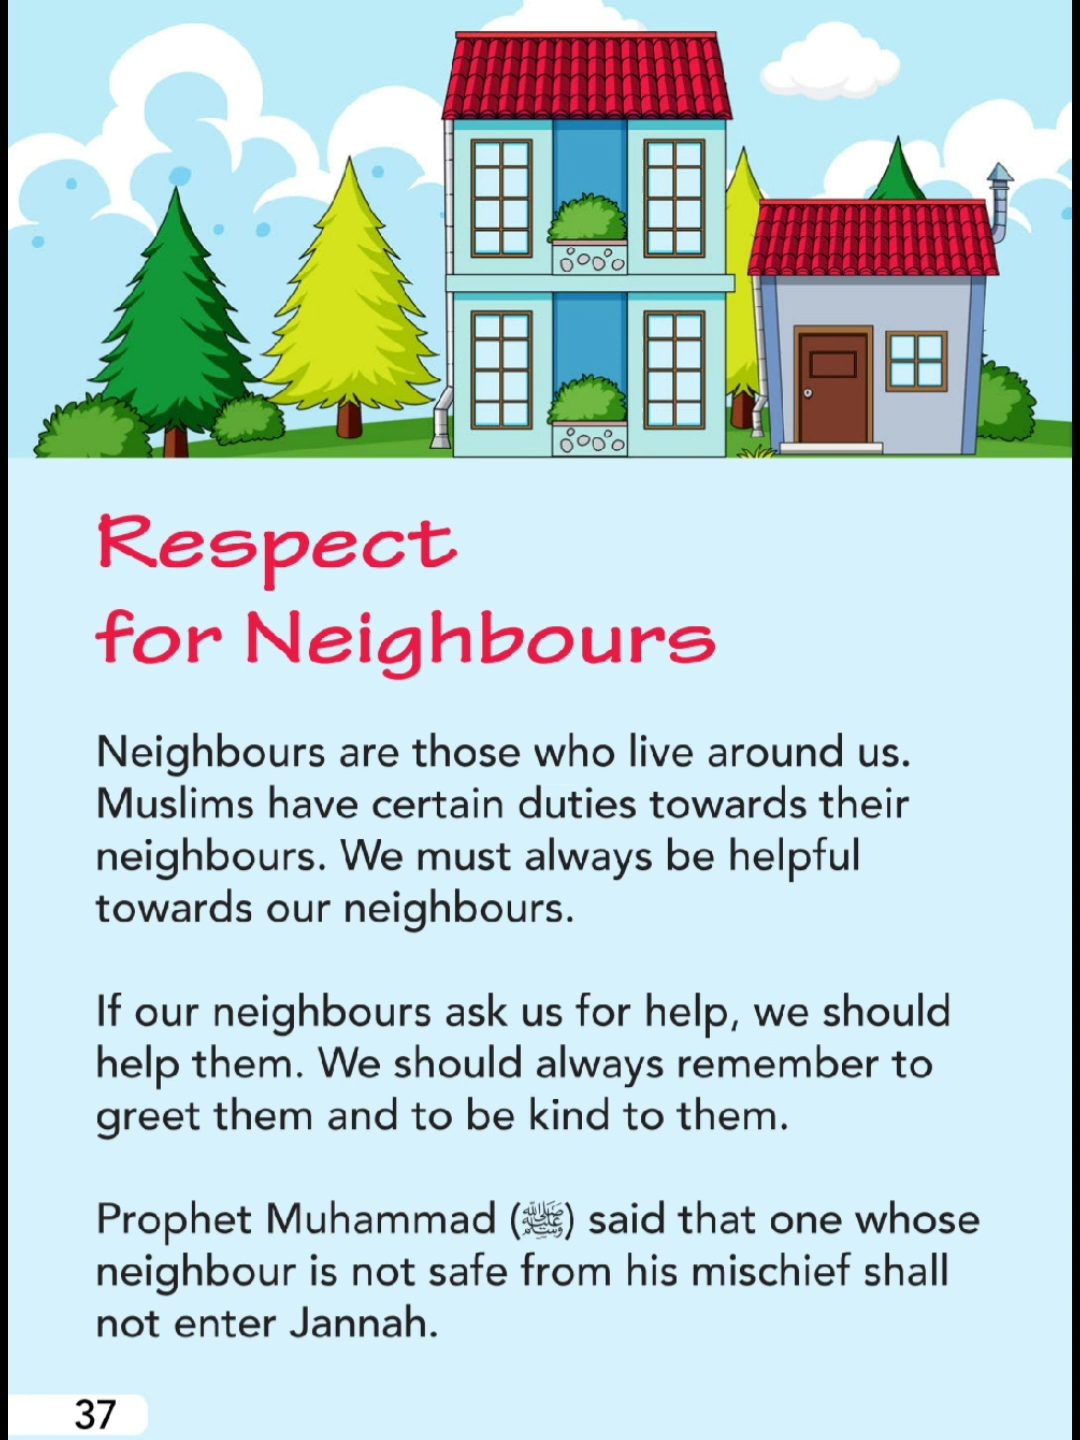 Respect
for Neighbours
Neighbours are those who live around us.
Muslims have certain duties towards their
neighbours. We must always be helpful
towards our neighbours.
If our neighbours ask us for help, we should
help them. We should always remember to
greet them and to be kind to them.
Prophet Muhammad (ﷺ) said that one whose
neighbour is not safe from his mischief shall
not enter Jannah.
37